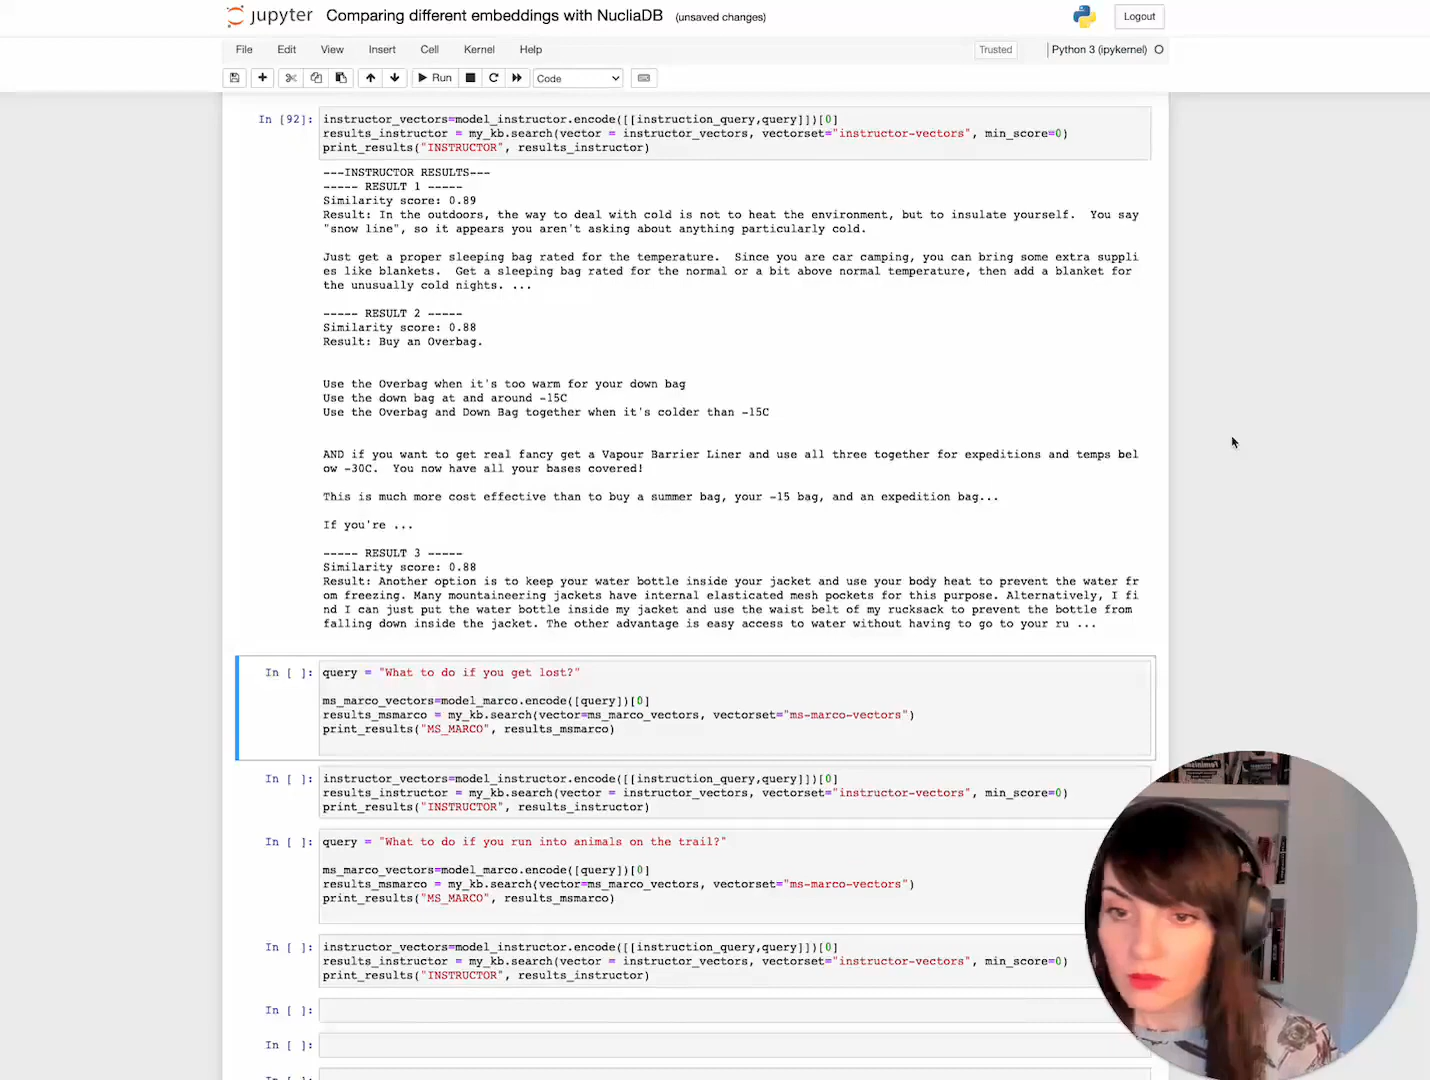 jupyter Comparing different embeddings with NucliaDB (unsaved changes) Logout
File Edit View Insert Cell Kernel Help Trusted Python 3 (ipykernel)
Run Code
In [92]: instructor_vectors=model_instructor.encode([[instruction_query,query]])[0]
results_instructor = my_kb.search(vector = instructor_vectors, vectorset="instructor-vectors", min_score=0)
print_results("INSTRUCTOR", results_instructor)
---INSTRUCTOR RESULTS---
----- RESULT 1 -----
Similarity score: 0.89
Result: In the outdoors, the way to deal with cold is not to heat the environment, but to insulate yourself.  You say
"snow line", so it appears you aren't asking about anything particularly cold.
Just get a proper sleeping bag rated for the temperature.  Since you are car camping, you can bring some extra suppli
es like blankets.  Get a sleeping bag rated for the normal or a bit above normal temperature, then add a blanket for
the unusually cold nights. ...
----- RESULT 2 -----
Similarity score: 0.88
Result: Buy an Overbag.
Use the Overbag when it's too warm for your down bag
Use the down bag at and around -15C
Use the Overbag and Down Bag together when it's colder than -15C
AND if you want to get real fancy get a Vapour Barrier Liner and use all three together for expeditions and temps bel
ow -30C.  You now have all your bases covered!
This is much more cost effective than to buy a summer bag, your -15 bag, and an expedition bag...
If you're ...
----- RESULT 3 -----
Similarity score: 0.88
Result: Another option is to keep your water bottle inside your jacket and use your body heat to prevent the water fr
om freezing. Many mountaineering jackets have internal elasticated mesh pockets for this purpose. Alternatively, I fi
nd I can just put the water bottle inside my jacket and use the waist belt of my rucksack to prevent the bottle from
falling down inside the jacket. The other advantage is easy access to water without having to go to your ru ...
In [ ]: query = "What to do if you get lost?"
ms_marco_vectors=model_marco.encode([query])[0]
results_msmarco = my_kb.search(vector=ms_marco_vectors, vectorset="ms-marco-vectors")
print_results("MS_MARCO", results_msmarco)
In [ ]: instructor_vectors=model_instructor.encode([[instruction_query,query]])[0]
results_instructor = my_kb.search(vector = instructor_vectors, vectorset="instructor-vectors", min_score=0)
print_results("INSTRUCTOR", results_instructor)
In [ ]: query = "What to do if you run into animals on the trail?"
ms_marco_vectors=model_marco.encode([query])[0]
results_msmarco = my_kb.search(vector=ms_marco_vectors, vectorset="ms-marco-vectors")
print_results("MS_MARCO", results_msmarco)
In [ ]: instructor_vectors=model_instructor.encode([[instruction_query,query]])[0]
results_instructor = my_kb.search(vector = instructor_vectors, vectorset="instructor-vectors", min_score=0)
print_results("INSTRUCTOR", results_instructor)
In [ ]:
In [ ]: